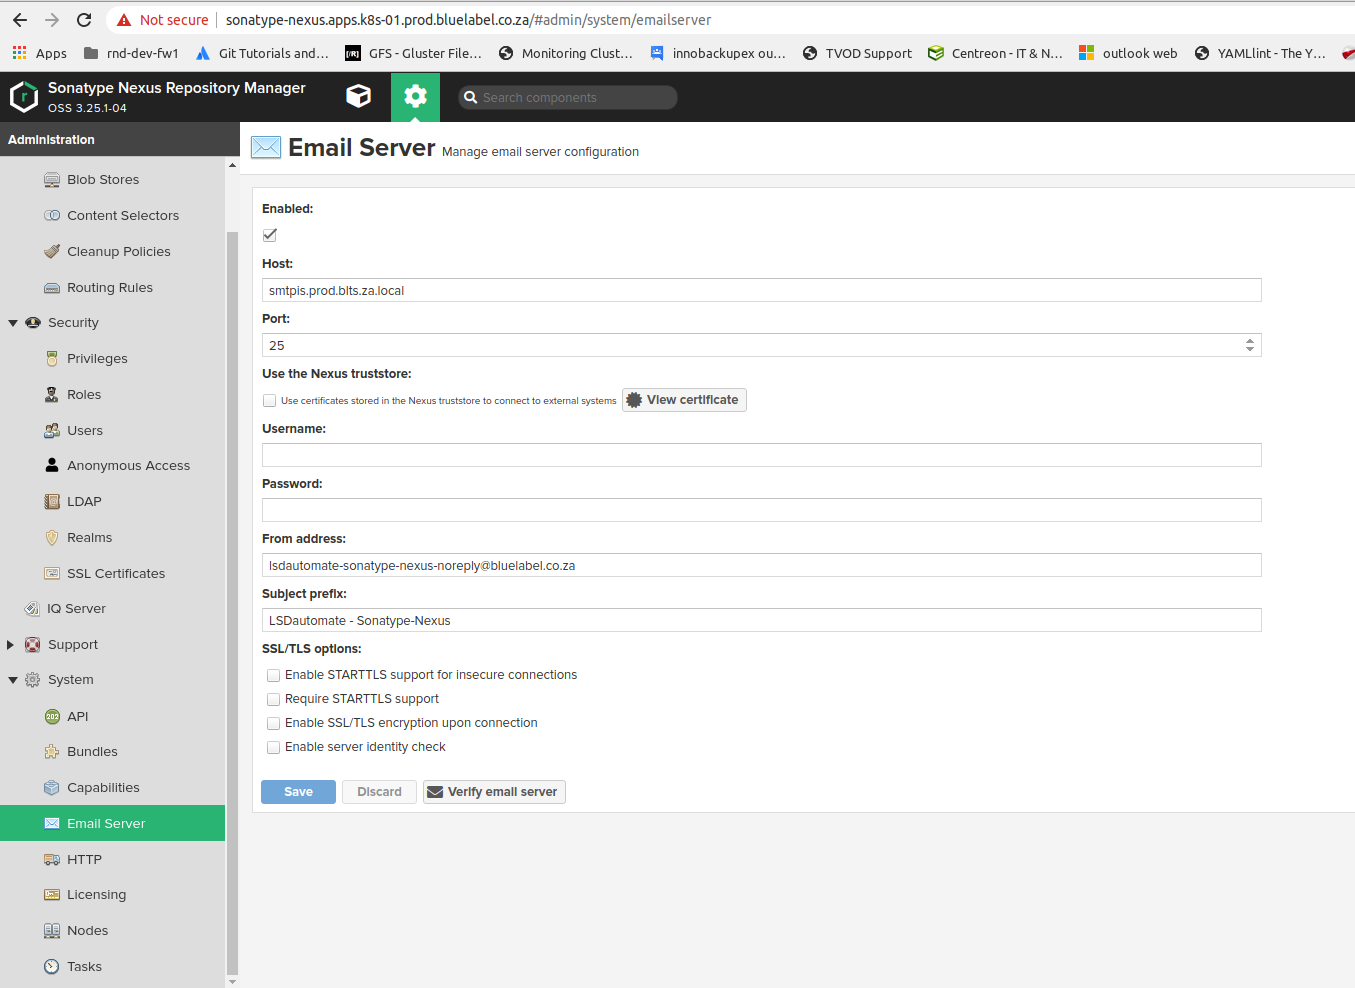 Not secure sonatype-nexus.apps.k8s-01.prod.bluelabel.co.za/#admin/system/emailserver
Apps rnd-dev-fw1 Git Tutorials and... GFS - Gluster File... Monitoring Clust... innobackupex ou... TVOD Support Centreon - IT & N... outlook web YAMLlint - The Y...
Sonatype Nexus Repository Manager
OSS 3.25.1-04
Search components
Administration
Blob Stores
Content Selectors
Cleanup Policies
Routing Rules
Security
Privileges
Roles
Users
Anonymous Access
LDAP
Realms
SSL Certificates
IQ Server
Support
System
API
Bundles
Capabilities
Email Server
HTTP
Licensing
Nodes
Tasks
Email Server Manage email server configuration
Enabled:
Host:
smtpis.prod.blts.za.local
Port:
25
Use the Nexus truststore:
Use certificates stored in the Nexus truststore to connect to external systems View certificate
Username:
Password:
From address:
lsdautomate-sonatype-nexus-noreply@bluelabel.co.za
Subject prefix:
LSDautomate - Sonatype-Nexus
SSL/TLS options:
Enable STARTTLS support for insecure connections
Require STARTTLS support
Enable SSL/TLS encryption upon connection
Enable server identity check
Save Discard Verify email server